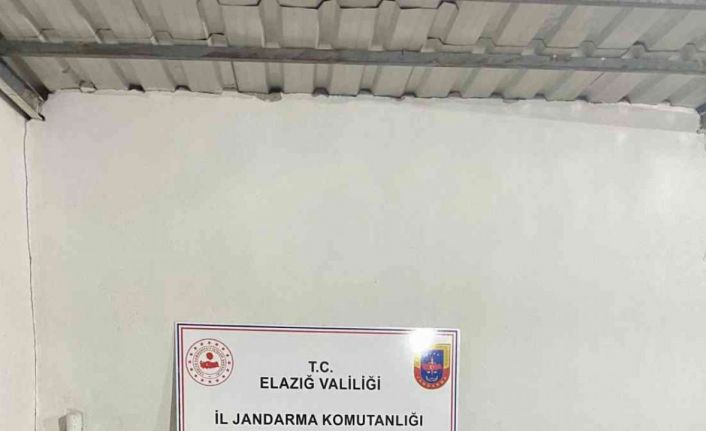 T.C.
ELAZIĞ VALİLİĞİ
İL JANDARMA KOMUTANLIĞI